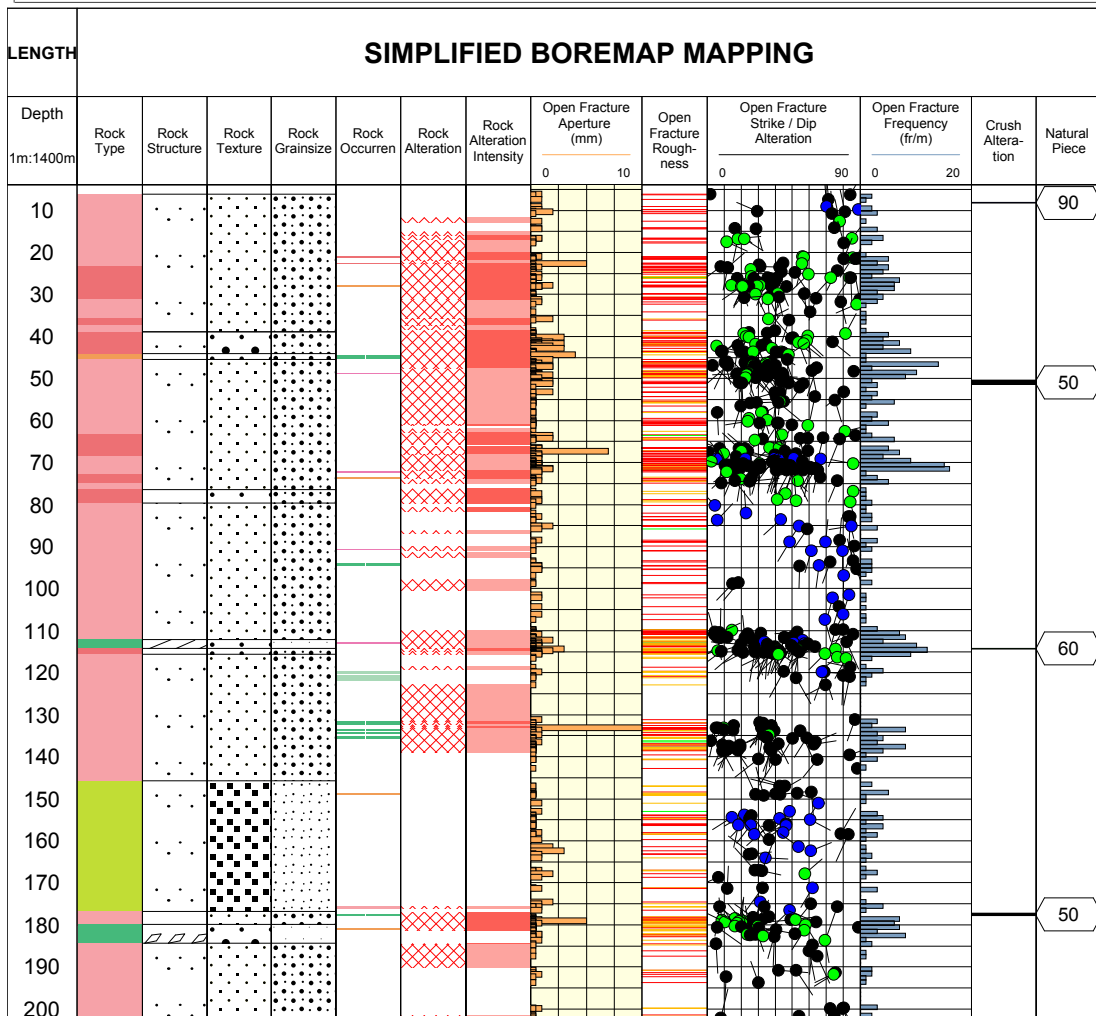 LENGTH
SIMPLIFIED BOREMAP MAPPING
Depth
1m:1400m
Rock
Type
Rock
Structure
Rock
Texture
Rock
Grainsize
Rock
Occurren
Rock
Alteration
Rock
Alteration
Intensity
Open Fracture
Aperture
(mm)
0 10
Open
Fracture
Rough-
ness
Open Fracture
Strike / Dip
Alteration
0 90
Open Fracture
Frequency
(fr/m)
0 20
Crush
Altera-
tion
Natural
Piece
10
20
30
40
50
60
70
80
90
100
110
120
130
140
150
160
170
180
190
200
90
50
60
50